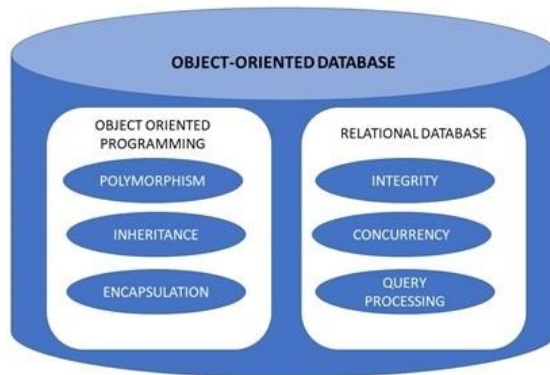 OBJECT-ORIENTED DATABASE
OBJECT ORIENTED
PROGRAMMING
POLYMORPHISM
INHERITANCE
ENCAPSULATION
RELATIONAL DATABASE
INTEGRITY
CONCURRENCY
QUERY
PROCESSING